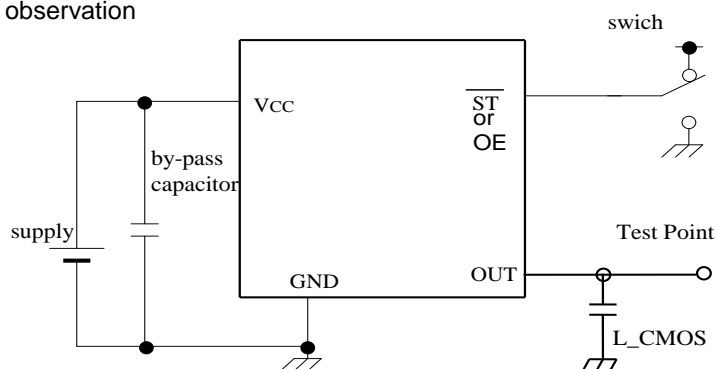 observation
swich
VCC
ST
or
OE
by-pass
capacitor
supply
Test Point
GND
OUT
L_CMOS